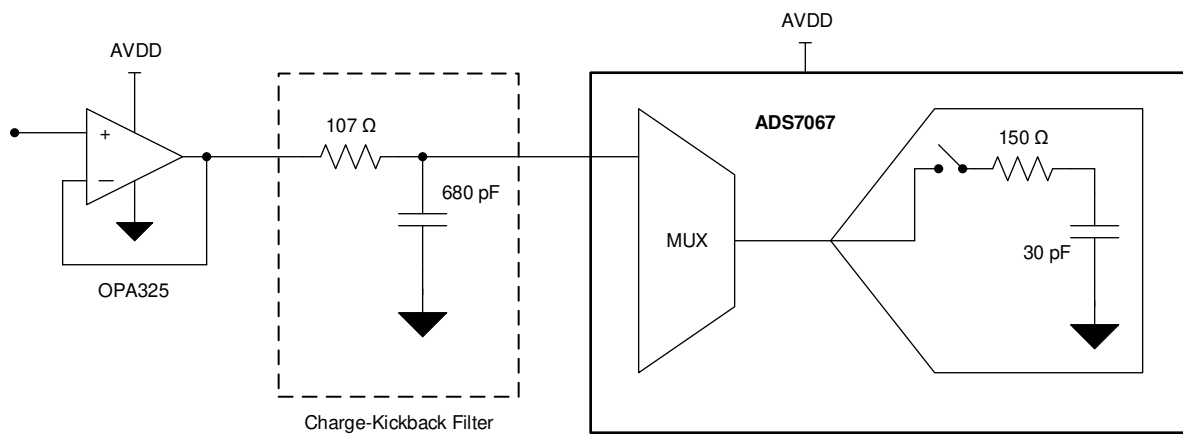 AVDD
AVDD
107 Ω
680 pF
+
–
OPA325
Charge-Kickback Filter
ADS7067
MUX
150 Ω
30 pF